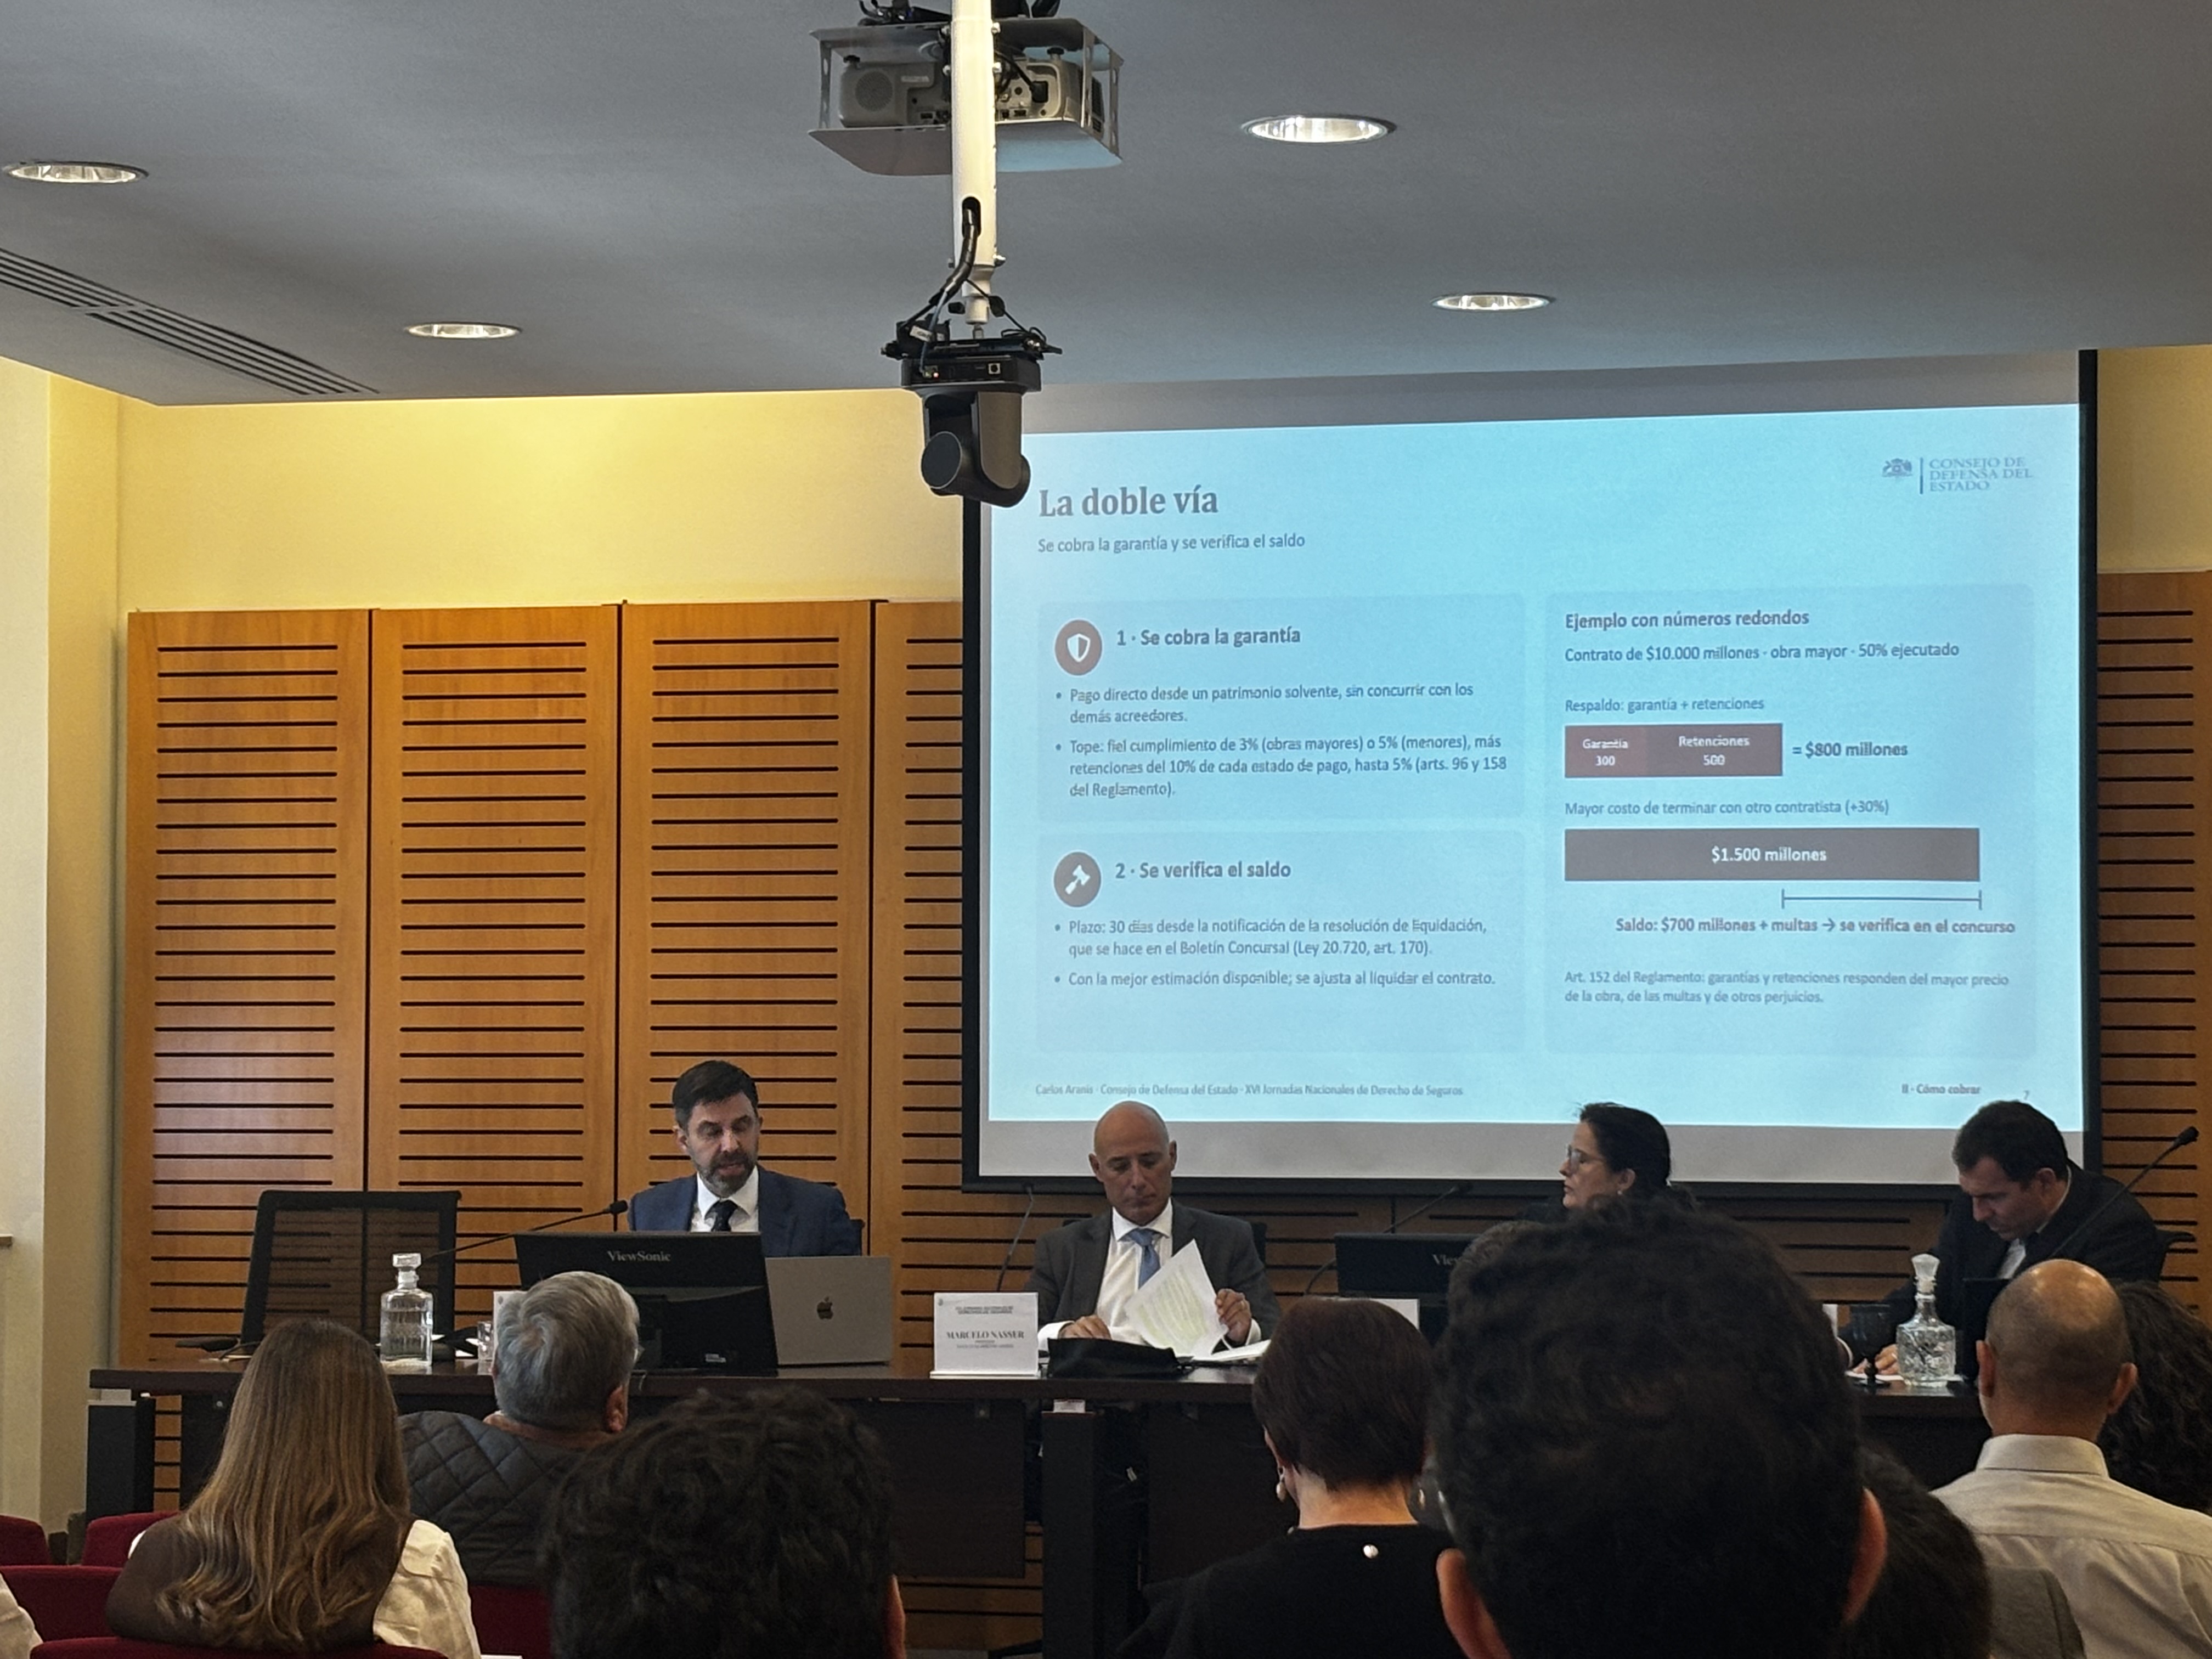 CONSEJO DE
DEFENSA DEL
ESTADO
La doble vía
Se cobra la garantía y se verifica el saldo
1 · Se cobra la garantía
• Pago directo desde un patrimonio solvente, sin concurrir con los
demás acreedores.
• Tope: fiel cumplimiento de 3% (obras mayores) o 5% (menores), más
retenciones del 10% de cada estado de pago, hasta 5% (arts. 96 y 158
del Reglamento).
2 · Se verifica el saldo
• Plazo: 30 días desde la notificación de la resolución de liquidación,
que se hace en el Boletín Concursal (Ley 20.720, art. 170).
• Con la mejor estimación disponible; se ajusta al liquidar el contrato.
Ejemplo con números redondos
Contrato de $10.000 millones · obra mayor · 50% ejecutado
Respaldo: garantía + retenciones
Garantía
300
Retenciones
500
= $800 millones
Mayor costo de terminar con otro contratista (+30%)
$1.500 millones
Saldo: $700 millones + multas → se verifica en el concurso
Art. 152 del Reglamento: garantías y retenciones responden del mayor precio
de la obra, de las multas y de otros perjuicios.
Carlos Aranis · Consejo de Defensa del Estado · XVI Jornadas Nacionales de Derecho de Seguros
II · Cómo cobrar
7
ViewSonic
MARCELO NASSER